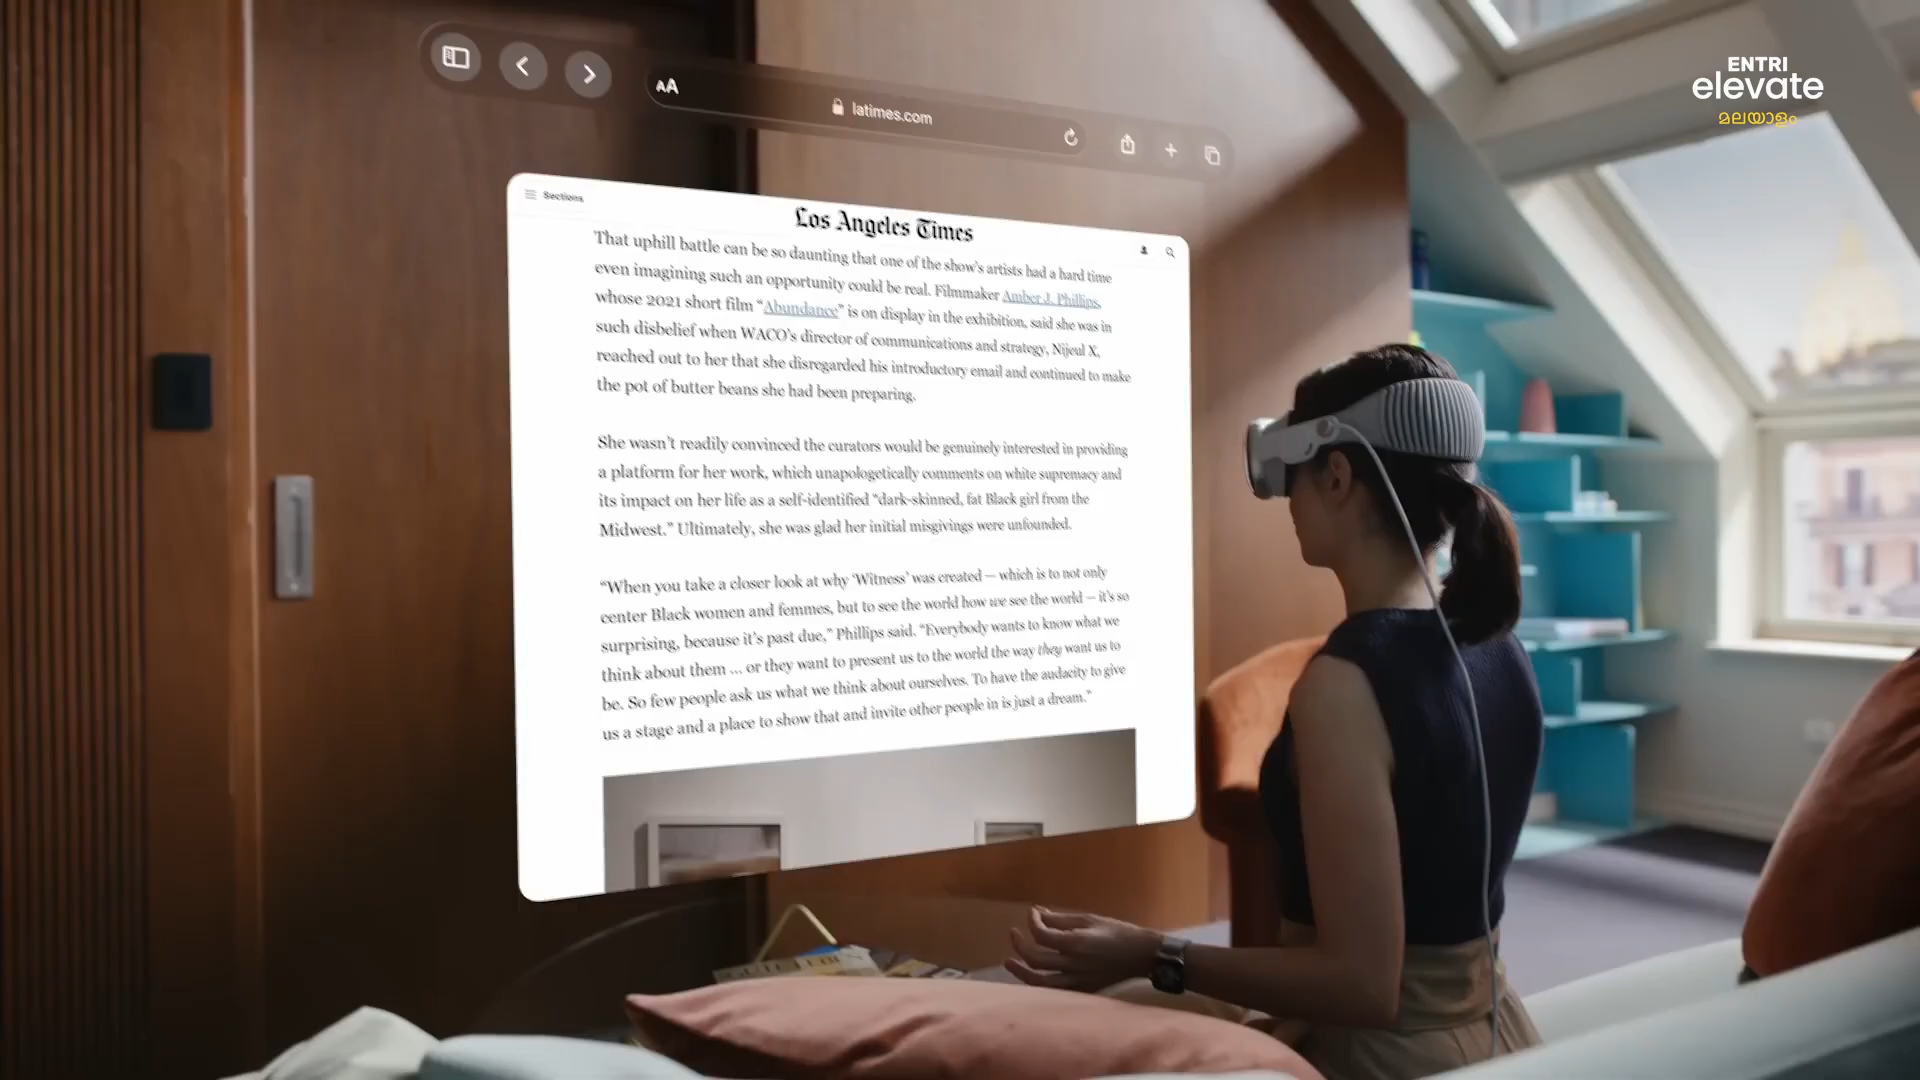 ENTRI
elevate
മലയാളം
AA
latimes.com
Sections
Los Angeles Times
That uphill battle can be so daunting that one of the show's artists had a hard time
even imagining such an opportunity could be real. Filmmaker Amber J. Phillips,
whose 2021 short film “Abundance” is on display in the exhibition, said she was in
such disbelief when WACO's director of communications and strategy, Nijeul X,
reached out to her that she disregarded his introductory email and continued to make
the pot of butter beans she had been preparing.
She wasn't readily convinced the curators would be genuinely interested in providing
a platform for her work, which unapologetically comments on white supremacy and
its impact on her life as a self-identified “dark-skinned, fat Black girl from the
Midwest.” Ultimately, she was glad her initial misgivings were unfounded.
“When you take a closer look at why ‘Witness’ was created — which is to not only
center Black women and femmes, but to see the world how we see the world — it's so
surprising, because it's past due,” Phillips said. “Everybody wants to know what we
think about them ... or they want to present us to the world the way they want us to
be. So few people ask us what we think about ourselves. To have the audacity to give
us a stage and a place to show that and invite other people in is just a dream.”